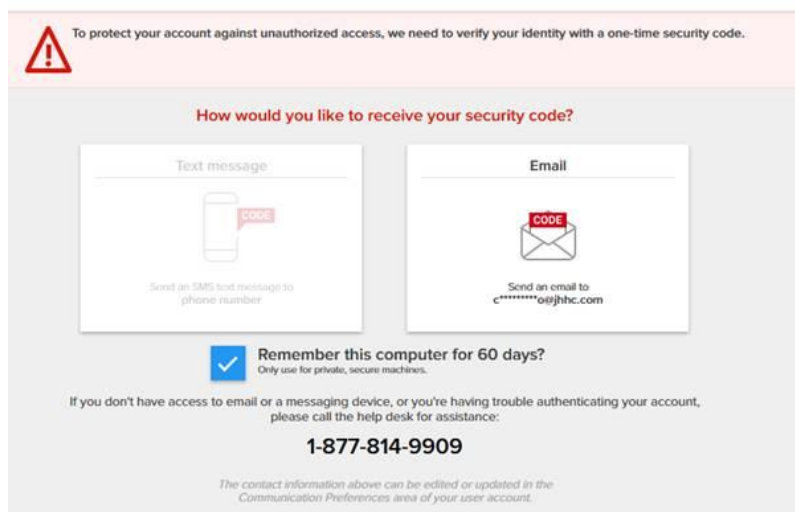 To protect your account against unauthorized access, we need to verify your identity with a one-time security code.
How would you like to receive your security code?
Text message
Email
CODE
CODE
Send an SMS text message to
phone number
Send an email to
c*********o@jhhc.com
Remember this computer for 60 days?
Only use for private, secure machines.
If you don't have access to email or a messaging device, or you're having trouble authenticating your account,
please call the help desk for assistance:
1-877-814-9909
The contact information above can be edited or updated in the
Communication Preferences area of your user account.